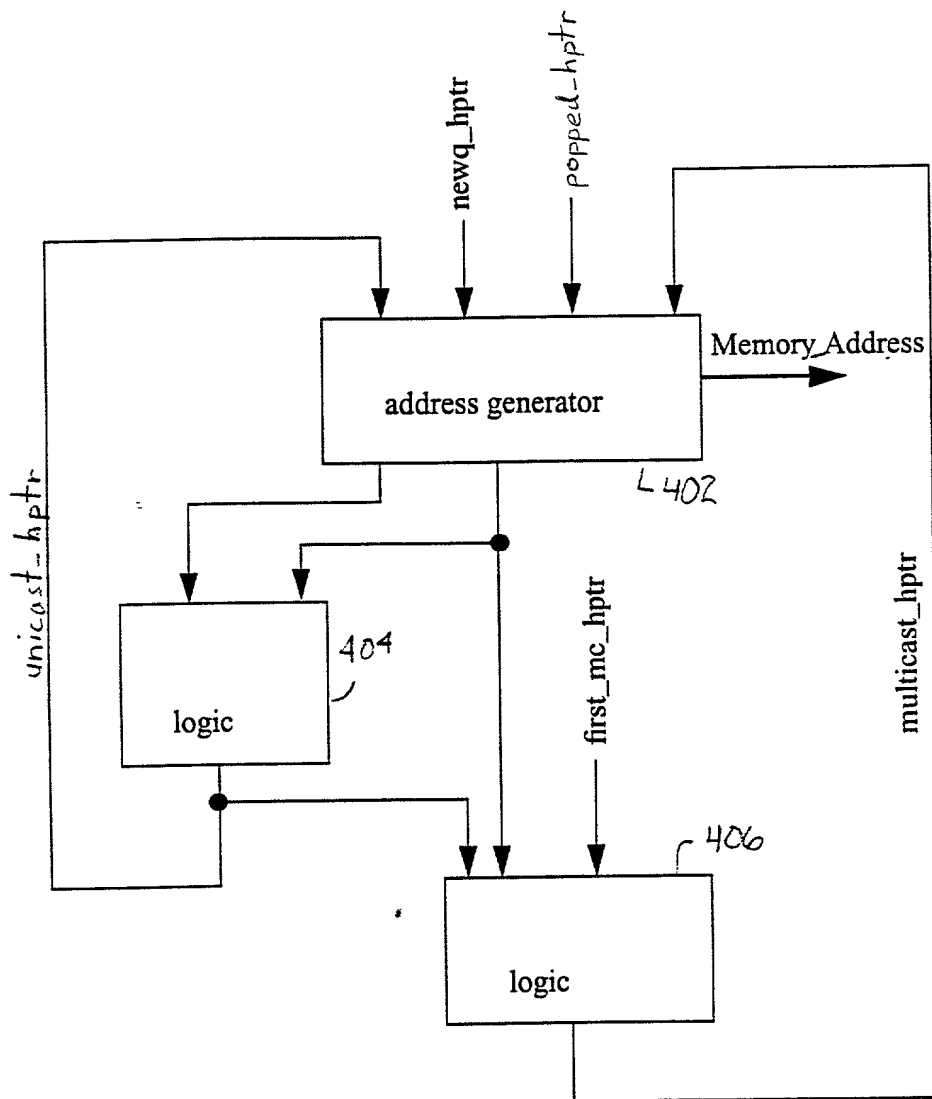 newq_hptr
popped_hptr
Memory_Address
address generator
402
unicast_hptr
404
logic
first_mc_hptr
multicast_hptr
406
logic